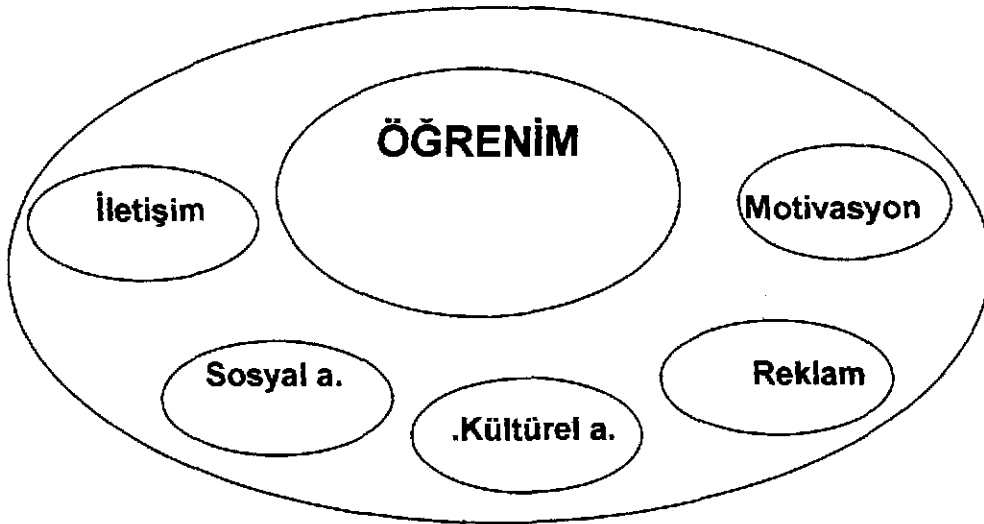 ÖĞRENİM
İletişim
Motivasyon
Sosyal a.
.Kültürel a.
Reklam